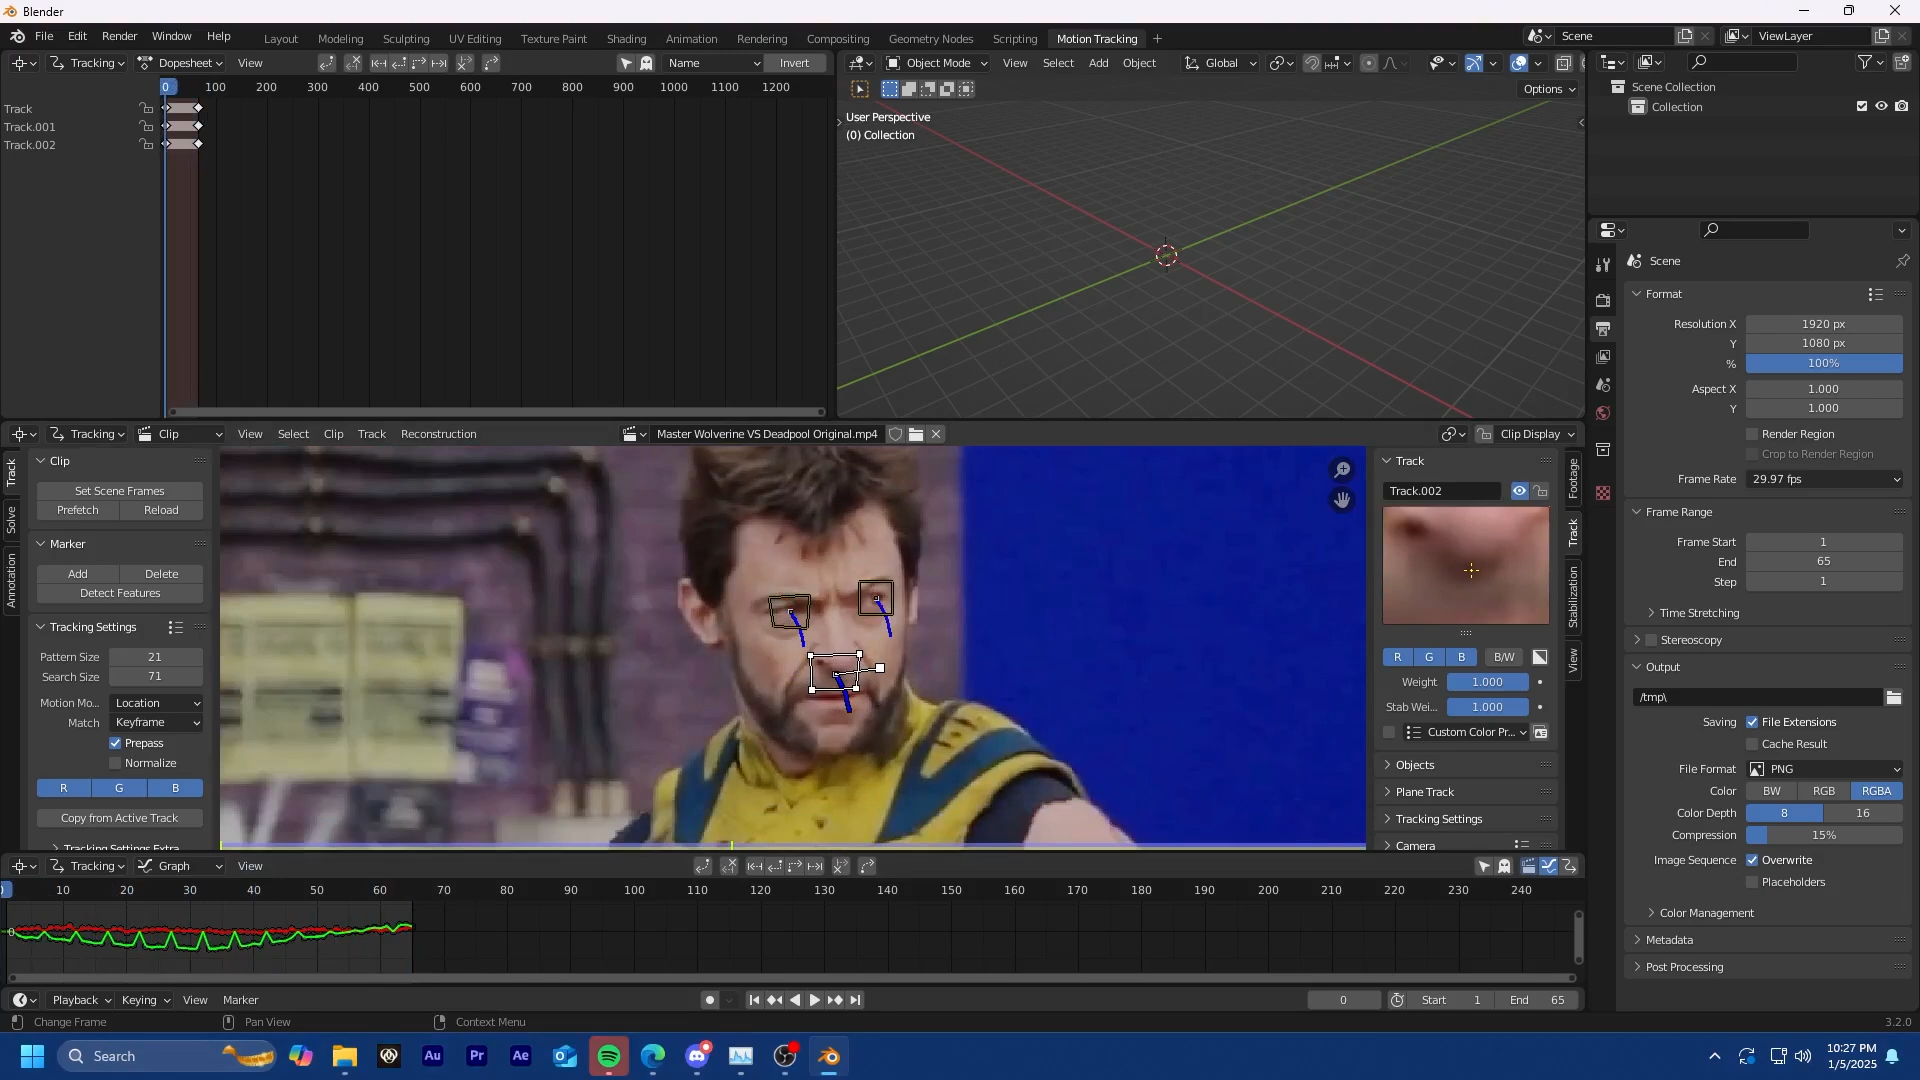 Blender
File Edit Render Window Help
Layout Modeling Sculpting UV Editing Texture Paint Shading Animation Rendering Compositing Geometry Nodes Scripting Motion Tracking
Scene
ViewLayer
Tracking Dopesheet View
Name
Invert
0 100 200 300 400 500 600 700 800 900 1000 1100 1200
Track
Track.001
Track.002
Object Mode View Select Add Object Global
Options
User Perspective
(0) Collection
Scene Collection
Collection
Scene
Format
Resolution X 1920 px
Y 1080 px
% 100%
Aspect X 1.000
Y 1.000
Render Region
Crop to Render Region
Frame Rate 29.97 fps
Frame Range
Frame Start 1
End 65
Step 1
Time Stretching
Stereoscopy
Output
/tmp\
Saving File Extensions
Cache Result
File Format PNG
Color BW RGB RGBA
Color Depth 8 16
Compression 15%
Image Sequence Overwrite
Placeholders
Color Management
Metadata
Post Processing
Tracking Clip View Select Clip Track Reconstruction
Master Wolverine VS Deadpool Original.mp4
Clip Display
Track
Solve
Annotation
Clip
Set Scene Frames
Prefetch Reload
Marker
Add Delete
Detect Features
Tracking Settings
Pattern Size 21
Search Size 71
Motion Mo... Location
Match Keyframe
Prepass
Normalize
R G B
Copy from Active Track
Tracking Settings Extra
Track
Track.002
R G B B/W
Weight 1.000
Stab Wei... 1.000
Custom Color Pr...
Objects
Plane Track
Tracking Settings
Camera
Footage
Track
Stabilization
View
Tracking Graph View
0 10 20 30 40 50 60 70 80 90 100 110 120 130 140 150 160 170 180 190 200 210 220 230 240
0
Playback Keying View Marker
0
Start 1 End 65
Change Frame
Pan View
Context Menu
3.2.0
Search
Au Pr Ae
10:27 PM
1/5/2025